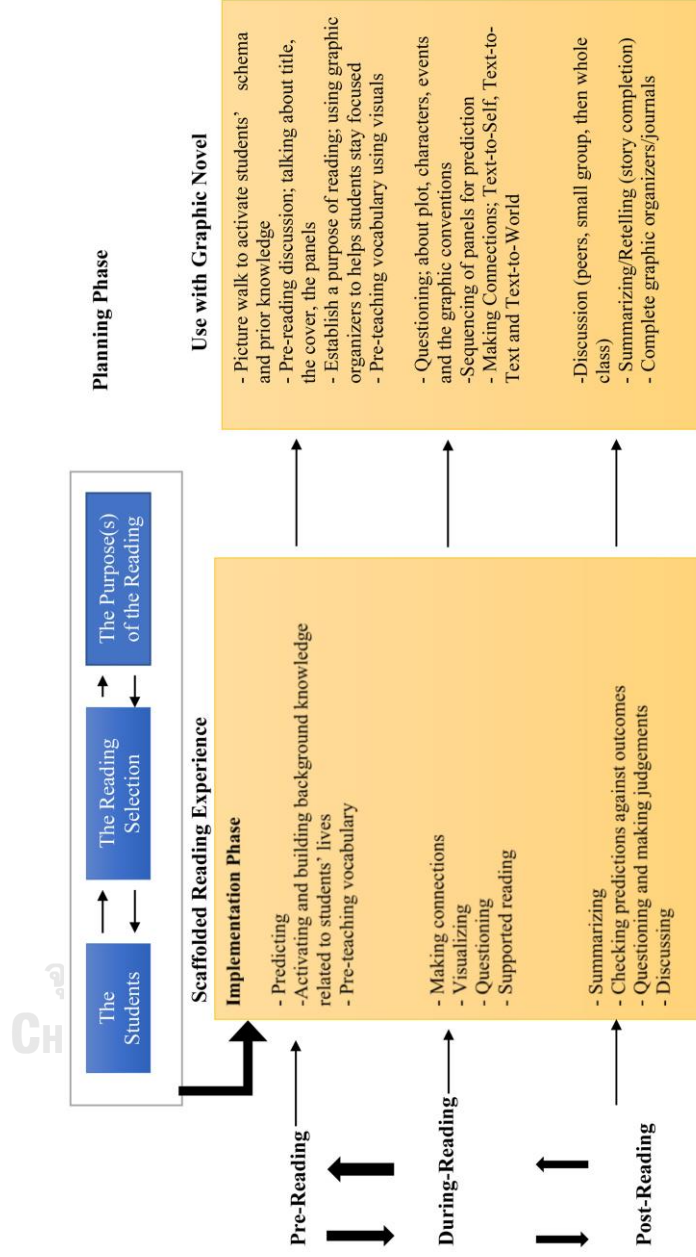 Planning Phase
The
Students
The Reading
Selection
The Purpose(s)
of the Reading
Scaffolded Reading Experience
Use with Graphic Novel
Implementation Phase
Pre-Reading
- Predicting
-Activating and building background knowledge
related to students’ lives
- Pre-teaching vocabulary
- Picture walk to activate students’ schema
and prior knowledge
- Pre-reading discussion; talking about title,
the cover, the panels
- Establish a purpose of reading; using graphic
organizers to helps students stay focused
- Pre-teaching vocabulary using visuals
During-Reading
- Making connections
- Visualizing
- Questioning
- Supported reading
- Questioning; about plot, characters, events
and the graphic conventions
-Sequencing of panels for prediction
- Making Connections; Text-to-Self, Text-to-
Text and Text-to-World
Post-Reading
- Summarizing
- Checking predictions against outcomes
- Questioning and making judgements
- Discussing
-Discussion (peers, small group, then whole
class)
- Summarizing/Retelling (story completion)
- Complete graphic organizers/journals
จุ
CH